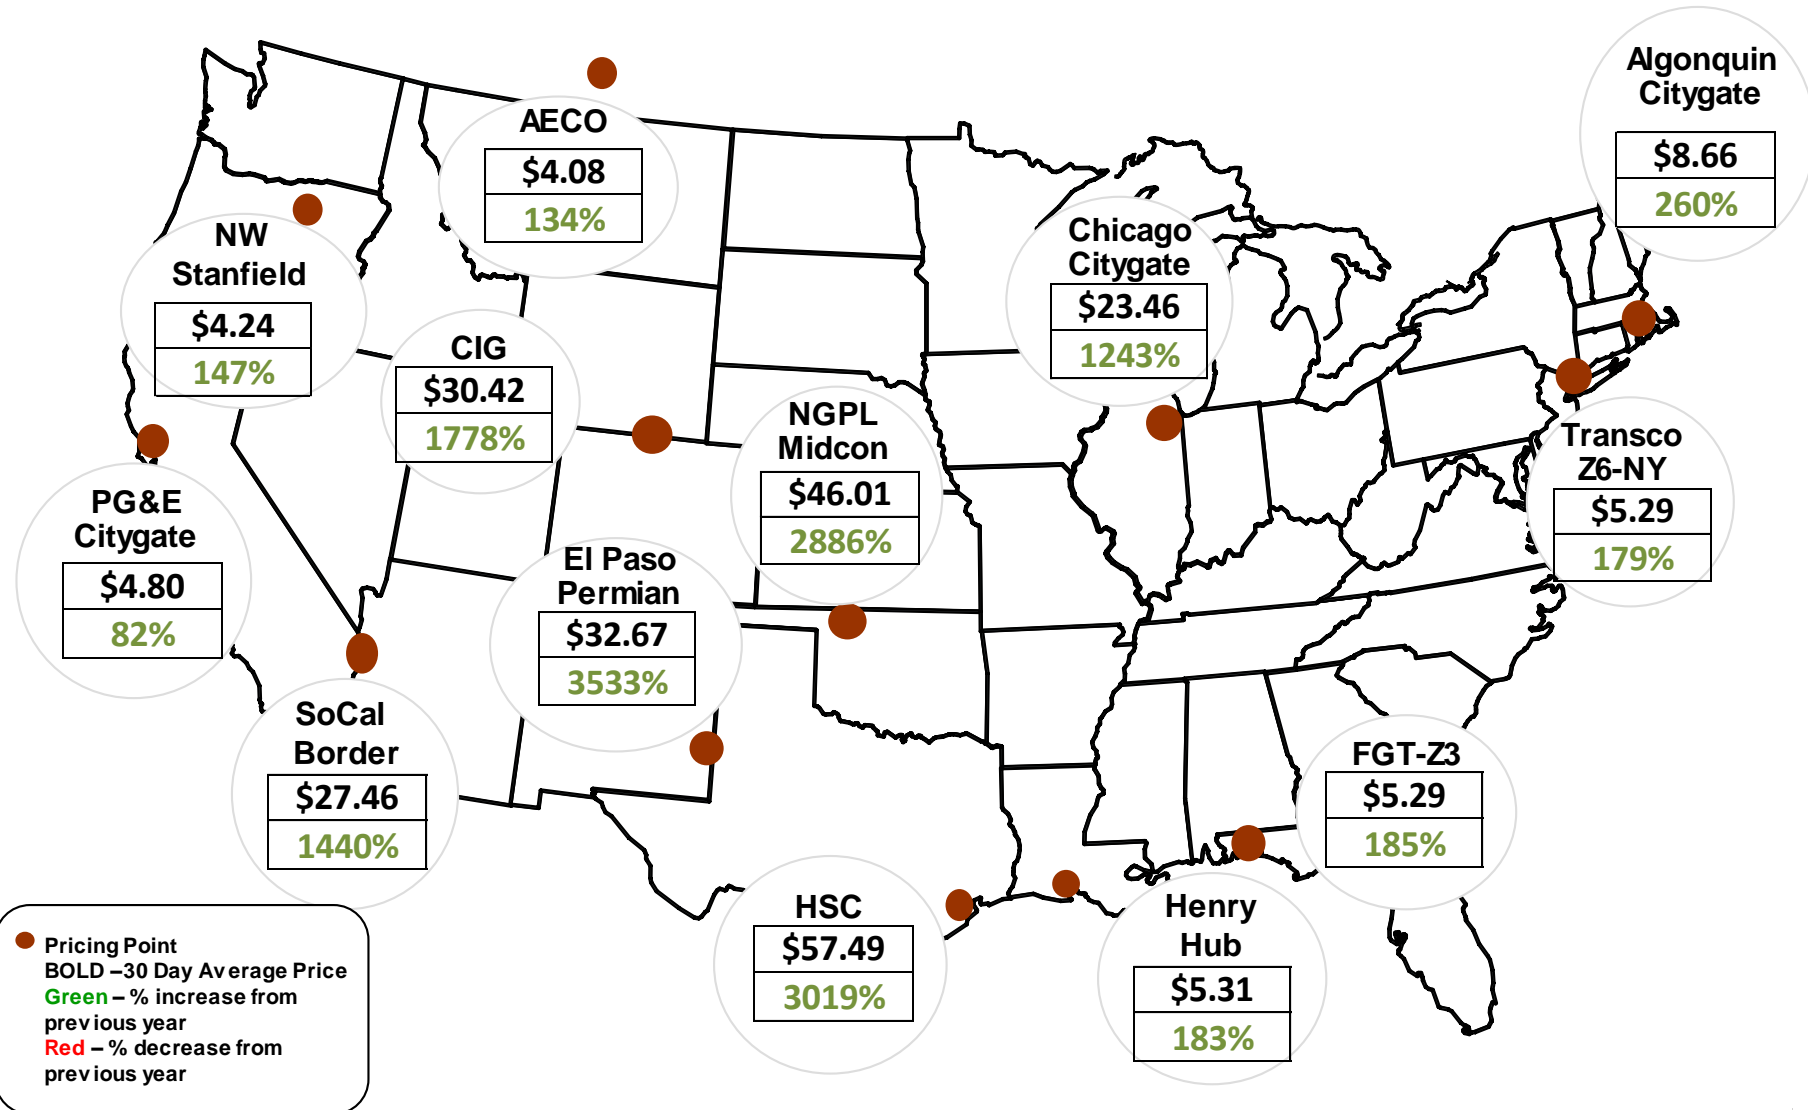 Algonquin
Citygate
$8.66
260%
AECO
$4.08
134%
NW
Stanfield
$4.24
147%
Chicago
Citygate
$23.46
1243%
CIG
$30.42
1778%
NGPL
Midcon
$46.01
2886%
Transco
Z6-NY
$5.29
179%
PG&E
Citygate
$4.80
82%
El Paso
Permian
$32.67
3533%
SoCal
Border
$27.46
1440%
FGT-Z3
$5.29
185%
HSC
$57.49
3019%
Henry
Hub
$5.31
183%
Pricing Point
BOLD –30 Day Average Price
Green – % increase from
previous year
Red – % decrease from
previous year